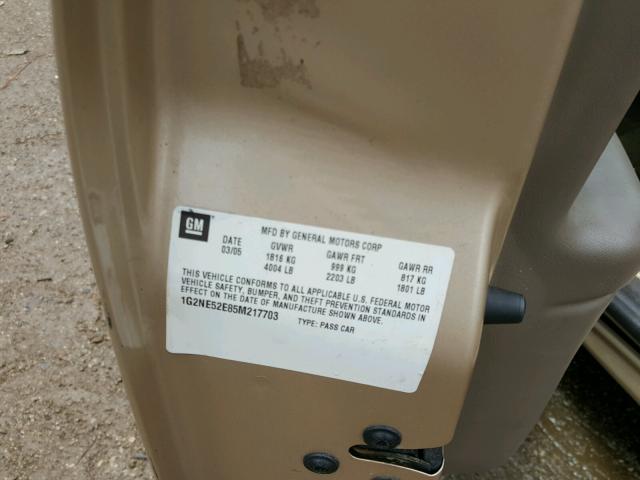 GM
MFD BY GENERAL MOTORS CORP
DATE GVWR GAWR FRT GAWR RR
03/05 1816 KG 999 KG 817 KG
4004 LB 2203 LB 1801 LB
THIS VEHICLE CONFORMS TO ALL APPLICABLE U.S. FEDERAL MOTOR
VEHICLE SAFETY, BUMPER, AND THEFT PREVENTION STANDARDS IN
EFFECT ON THE DATE OF MANUFACTURE SHOWN ABOVE.
1G2NE52E85M217703 TYPE: PASS CAR